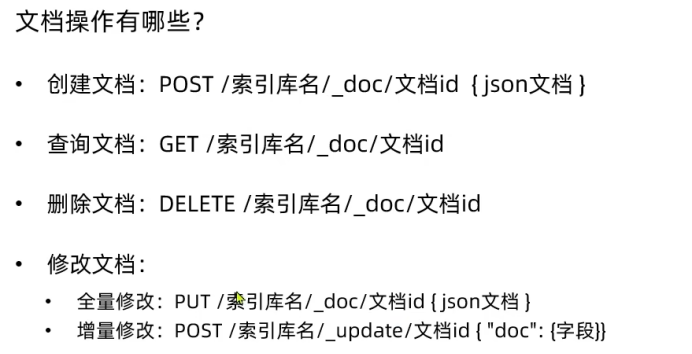 文档操作有哪些?
• 创建文档：POST /索引库名/_doc/文档id { json文档 }
• 查询文档：GET /索引库名/_doc/文档id
• 删除文档：DELETE /索引库名/_doc/文档id
• 修改文档：
• 全量修改：PUT /索引库名/_doc/文档id { json文档 }
• 增量修改：POST /索引库名/_update/文档id { "doc": {字段}}